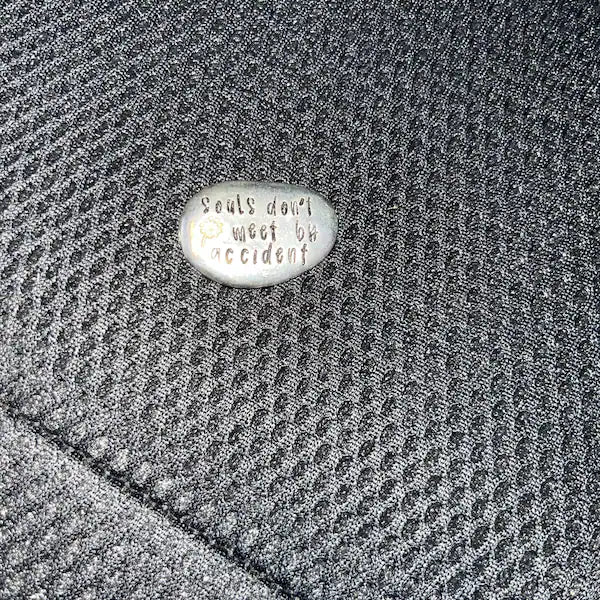 souls don't
meet by
accident